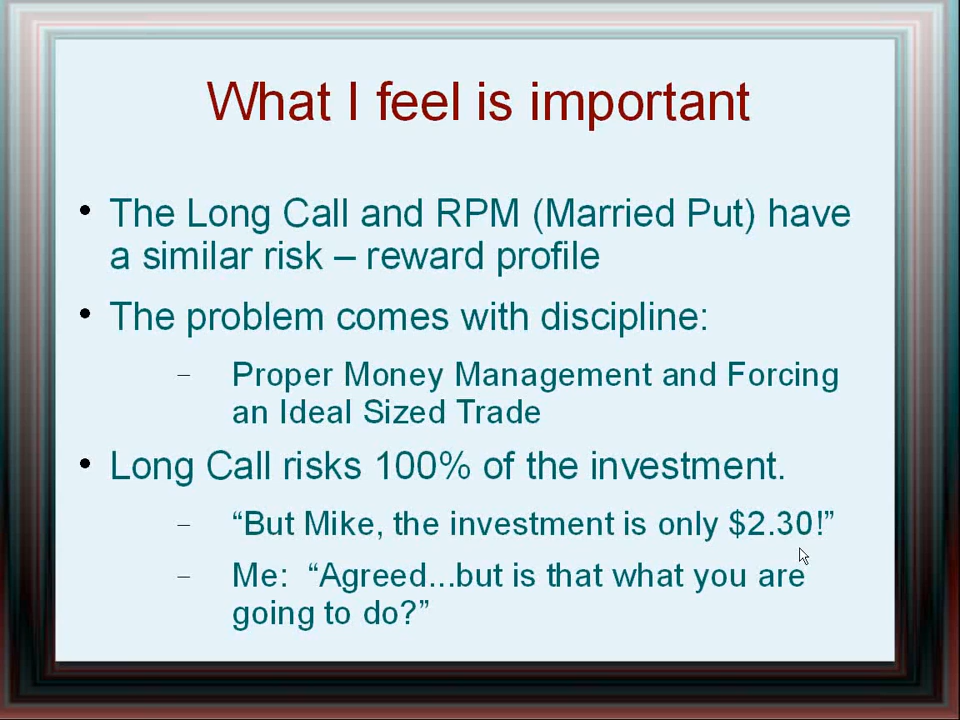 What I feel is important
• The Long Call and RPM (Married Put) have
a similar risk – reward profile
• The problem comes with discipline:
– Proper Money Management and Forcing
an Ideal Sized Trade
• Long Call risks 100% of the investment.
– “But Mike, the investment is only $2.30!”
– Me:  “Agreed...but is that what you are
going to do?”